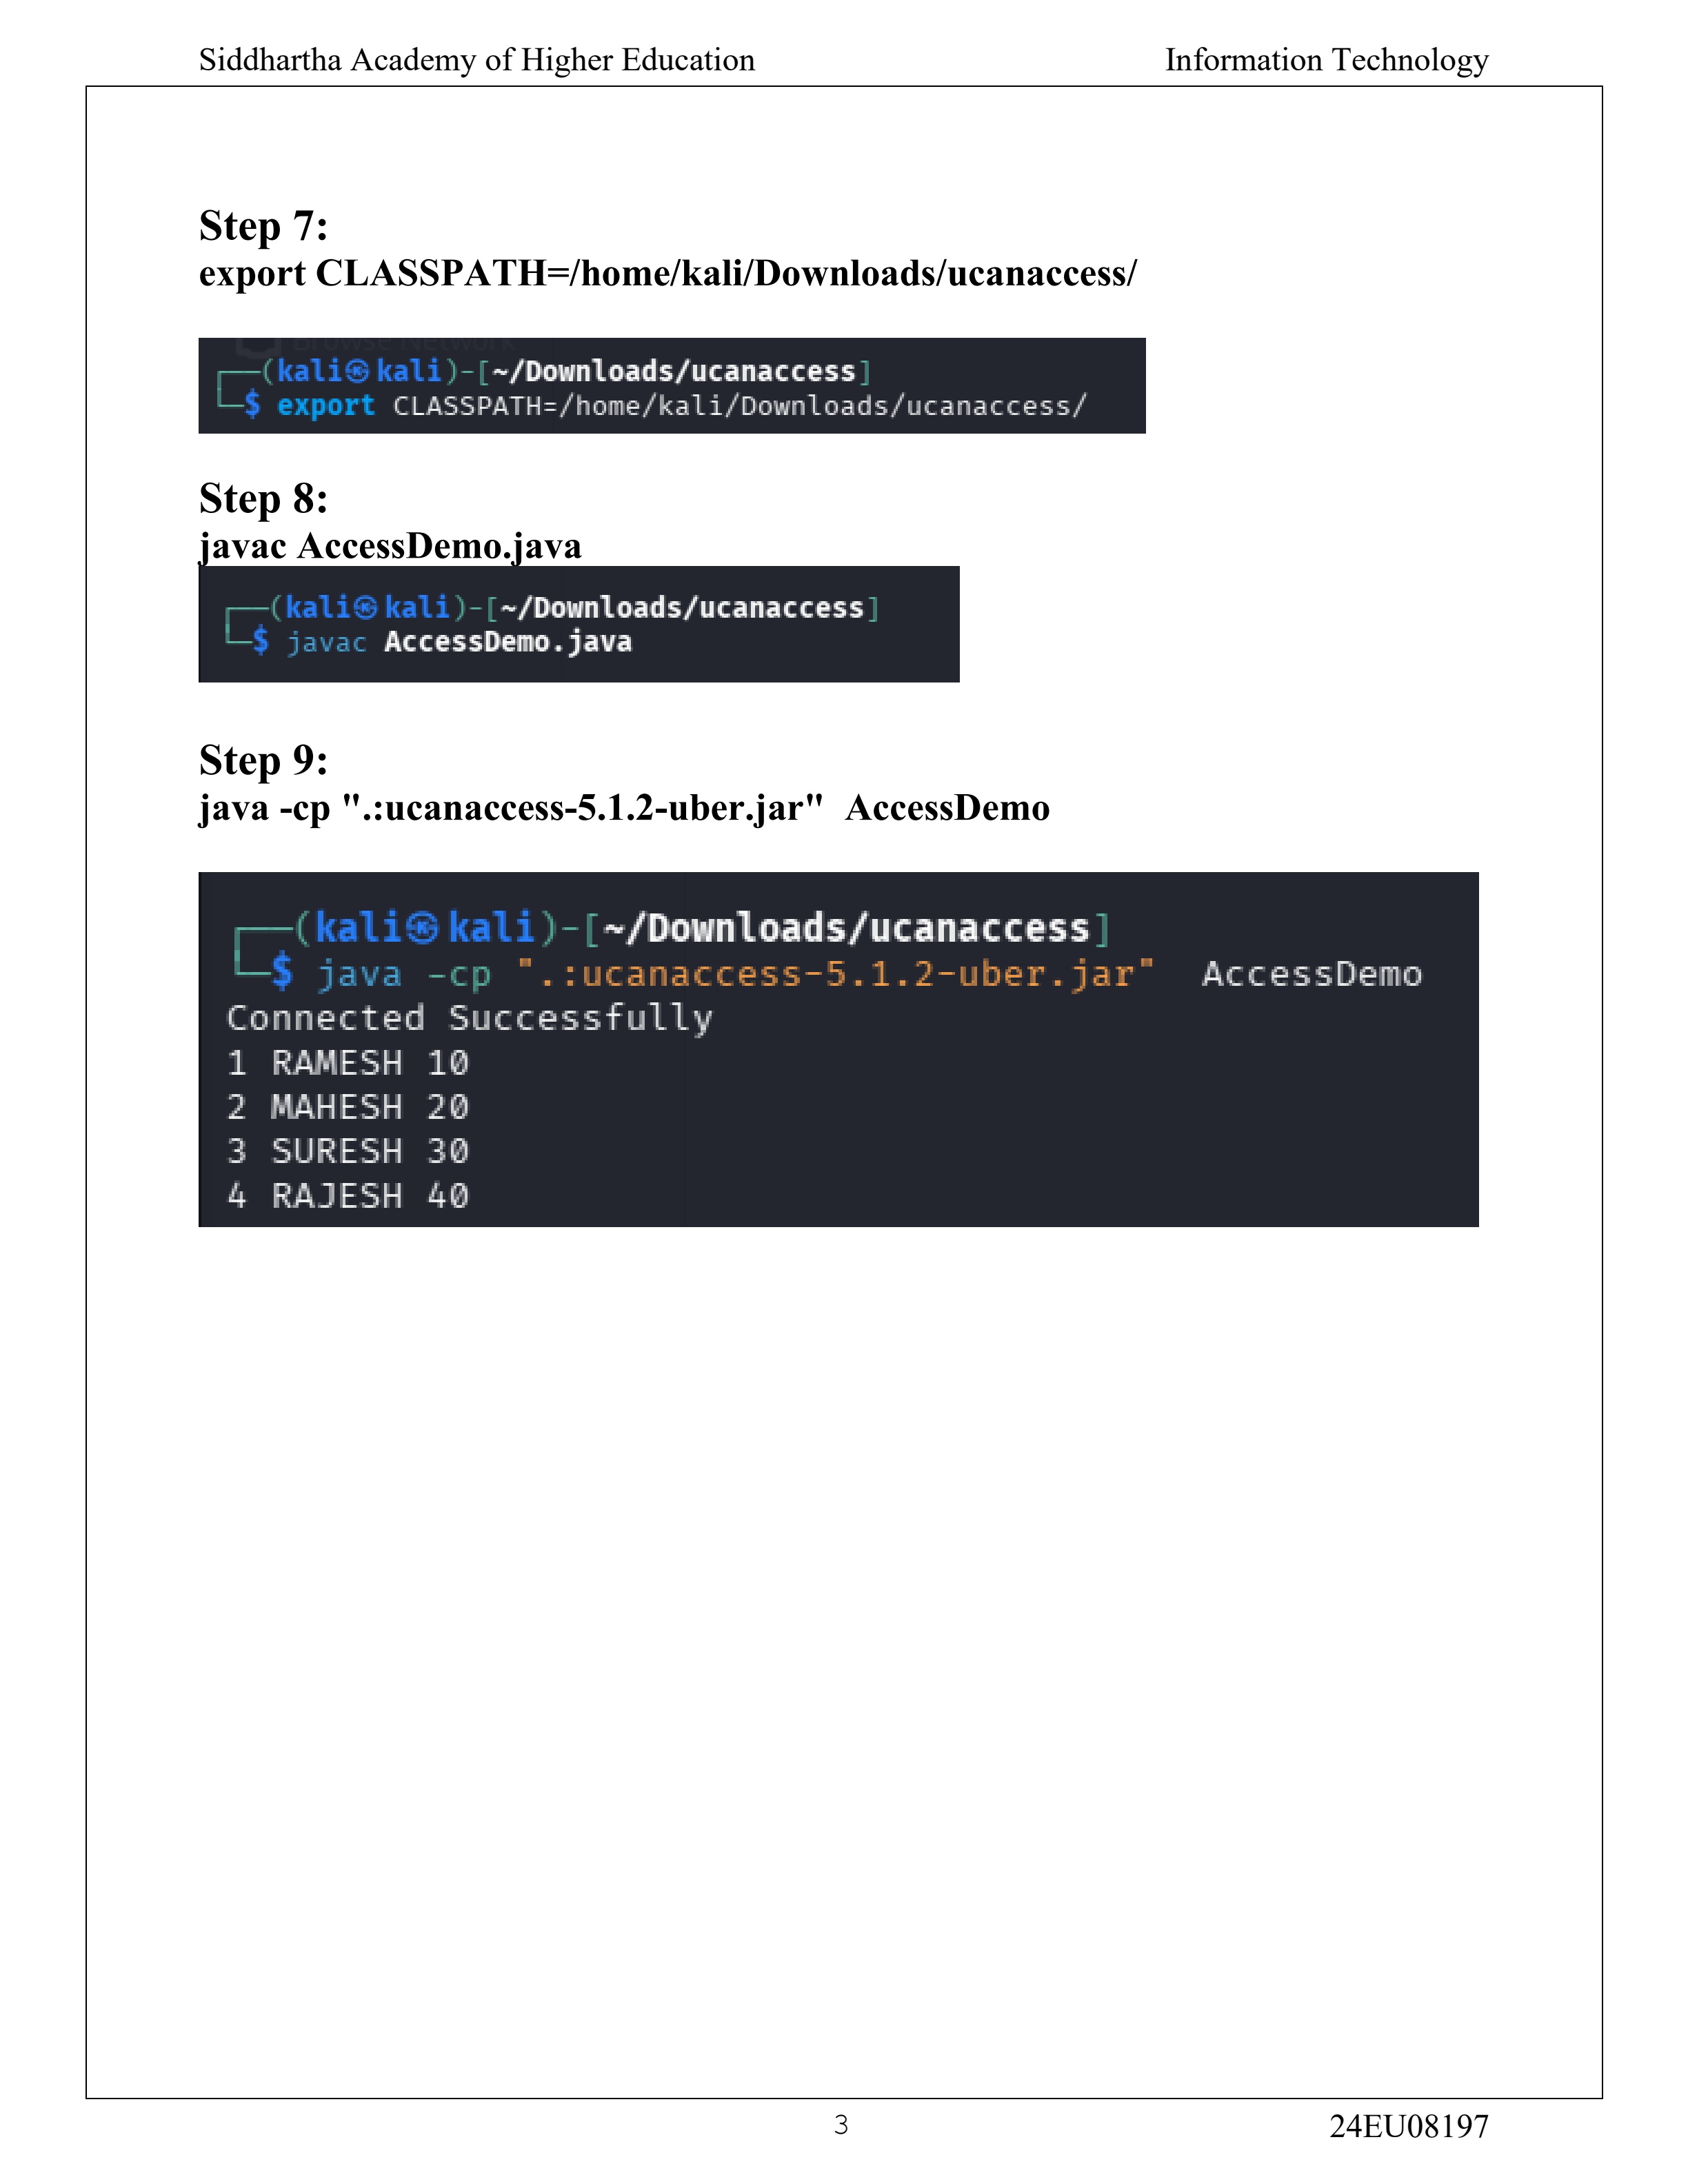 Siddhartha Academy of Higher Education Information Technology
Step 7:
export CLASSPATH=/home/kali/Downloads/ucanaccess/
(kali㉿kali)-[~/Downloads/ucanaccess]
$ export CLASSPATH=/home/kali/Downloads/ucanaccess/
Step 8:
javac AccessDemo.java
(kali㉿kali)-[~/Downloads/ucanaccess]
$ javac AccessDemo.java
Step 9:
java -cp ".:ucanaccess-5.1.2-uber.jar"  AccessDemo
(kali㉿kali)-[~/Downloads/ucanaccess]
$ java -cp ".:ucanaccess-5.1.2-uber.jar"  AccessDemo
Connected Successfully
1 RAMESH 10
2 MAHESH 20
3 SURESH 30
4 RAJESH 40
3 24EU08197